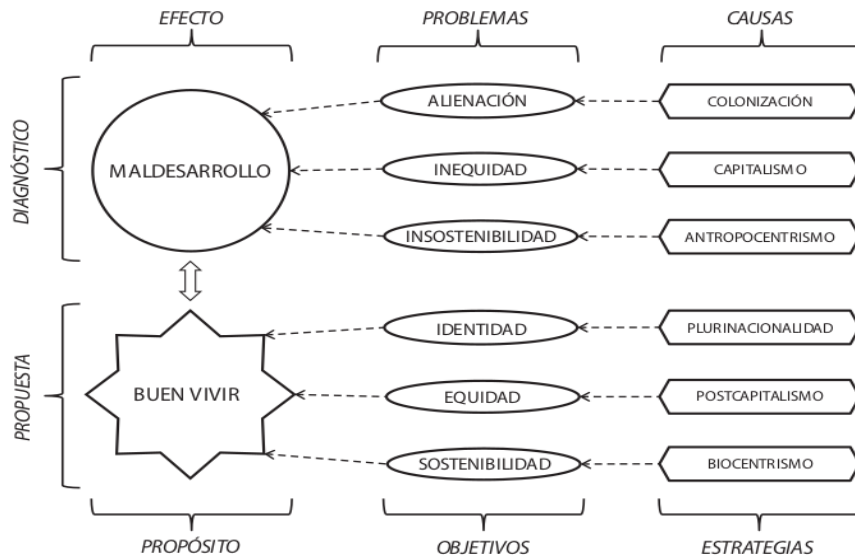 EFECTO
PROBLEMAS
CAUSAS
DIAGNÓSTICO
MALDESARROLLO
ALIENACIÓN
COLONIZACIÓN
INEQUIDAD
CAPITALISMO
INSOSTENIBILIDAD
ANTROPOCENTRISMO
PROPUESTA
BUEN VIVIR
IDENTIDAD
PLURINACIONALIDAD
EQUIDAD
POSTCAPITALISMO
SOSTENIBILIDAD
BIOCENTRISMO
PROPÓSITO
OBJETIVOS
ESTRATEGIAS